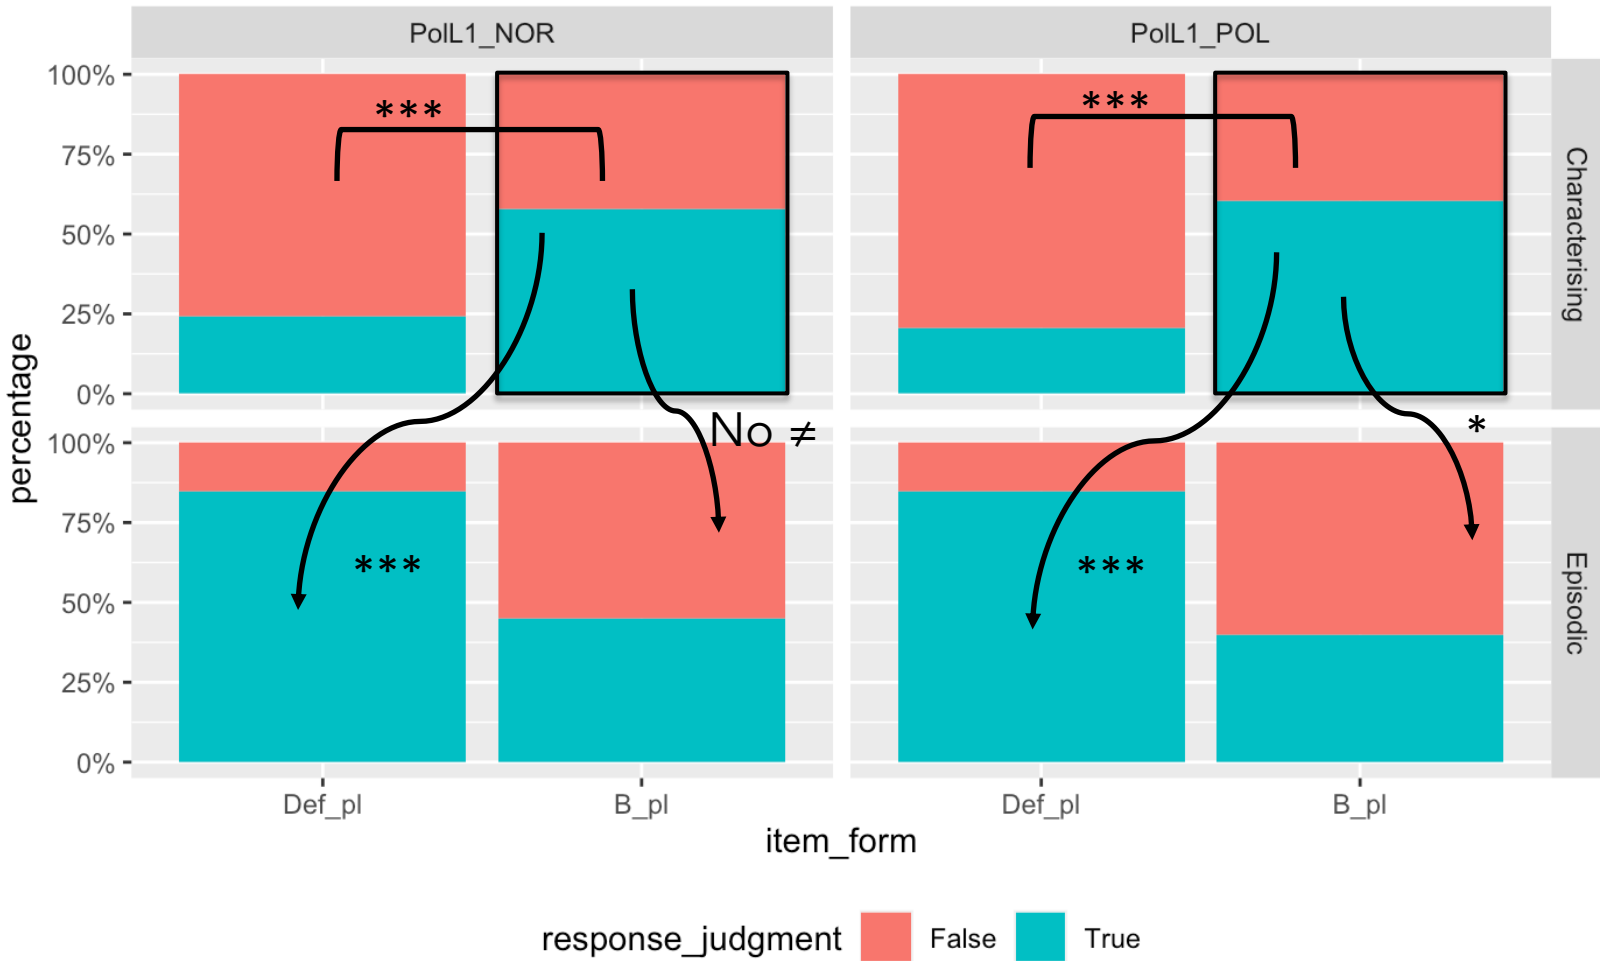 PolL1_NOR
PolL1_POL
100%
75%
50%
25%
0%
***
***
Characterising
percentage
No ≠
*
100%
75%
50%
25%
0%
***
***
Episodic
Def_pl
B_pl
Def_pl
B_pl
item_form
response_judgment False True